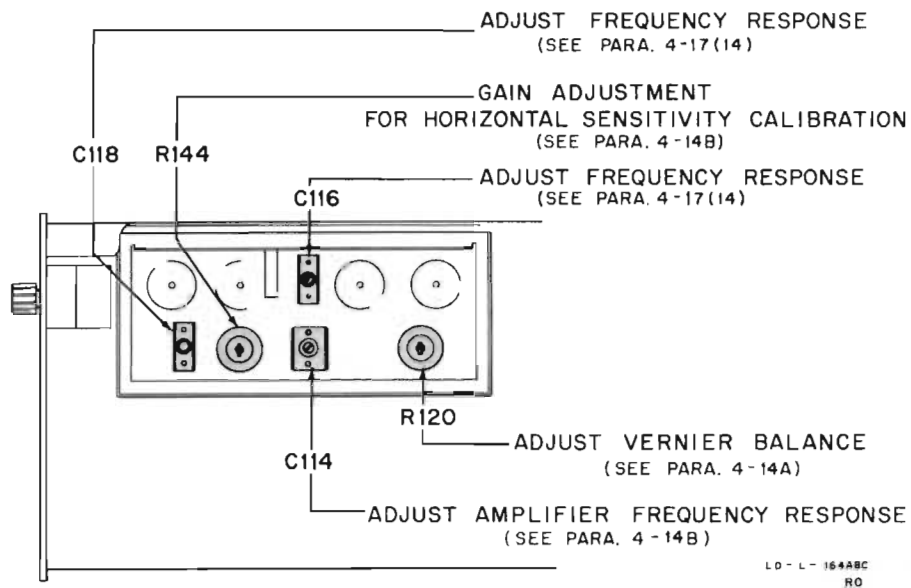 ADJUST FREQUENCY RESPONSE
(SEE PARA. 4-17(14)
GAIN ADJUSTMENT
FOR HORIZONTAL SENSITIVITY CALIBRATION
(SEE PARA. 4-14B)
C118 R144
ADJUST FREQUENCY RESPONSE
(SEE PARA. 4-17(14)
C116
R120
ADJUST VERNIER BALANCE
(SEE PARA. 4-14A)
C114
ADJUST AMPLIFIER FREQUENCY RESPONSE
(SEE PARA. 4-14B)
LD - L - 164ABC
RO